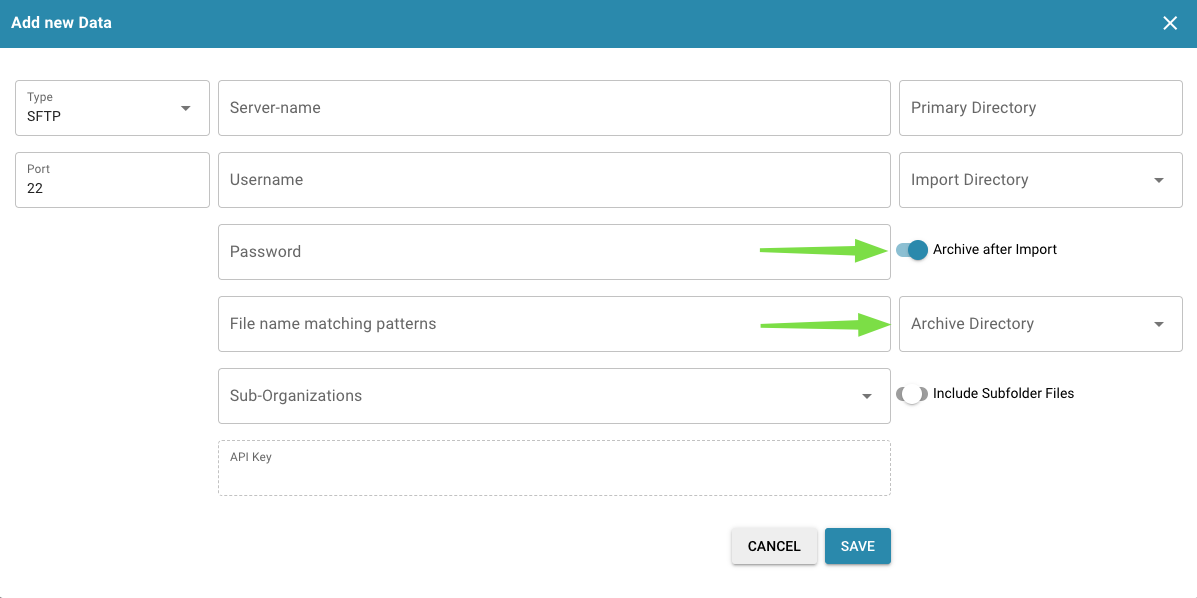 Add new Data
Type
SFTP
Server-name
Primary Directory
Port
22
Username
Import Directory
Password
Archive after Import
File name matching patterns
Archive Directory
Sub-Organizations
Include Subfolder Files
API Key
CANCEL
SAVE